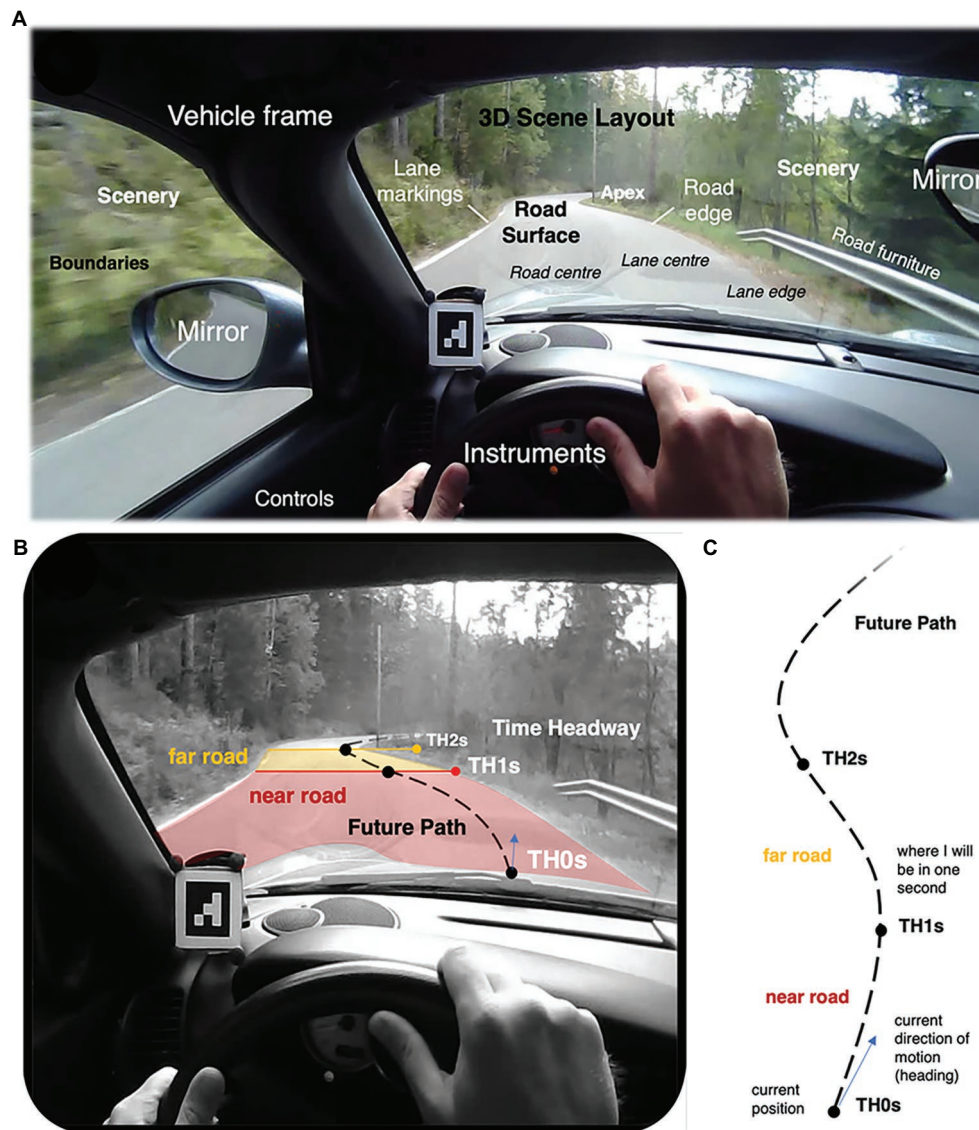 A
Vehicle frame
3D Scene Layout
Scenery
Lane
markings
Apex
Road
edge
Scenery
Mirror
Road
Surface
Road furniture
Boundaries
Road centre
Lane centre
Lane edge
Mirror
Instruments
Controls
B
Time Headway
TH2s
far road
TH1s
near road
Future Path
TH0s
C
Future Path
TH2s
far road
where I will
be in one
second
TH1s
near road
current
direction of
motion
(heading)
current
position
TH0s